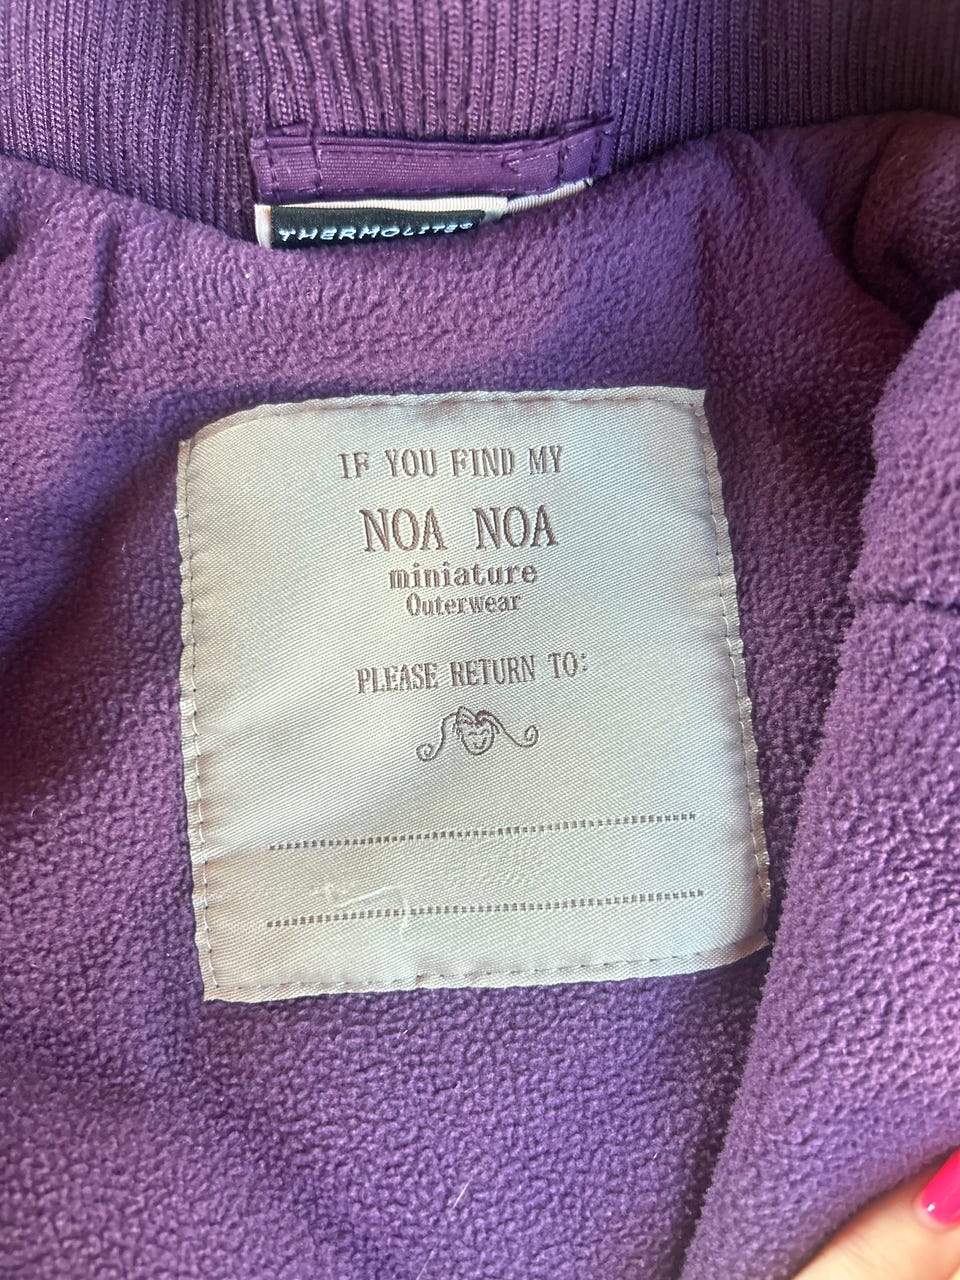 THERMOLITE
IF YOU FIND MY
NOA NOA
miniature
Outerwear
PLEASE RETURN TO: